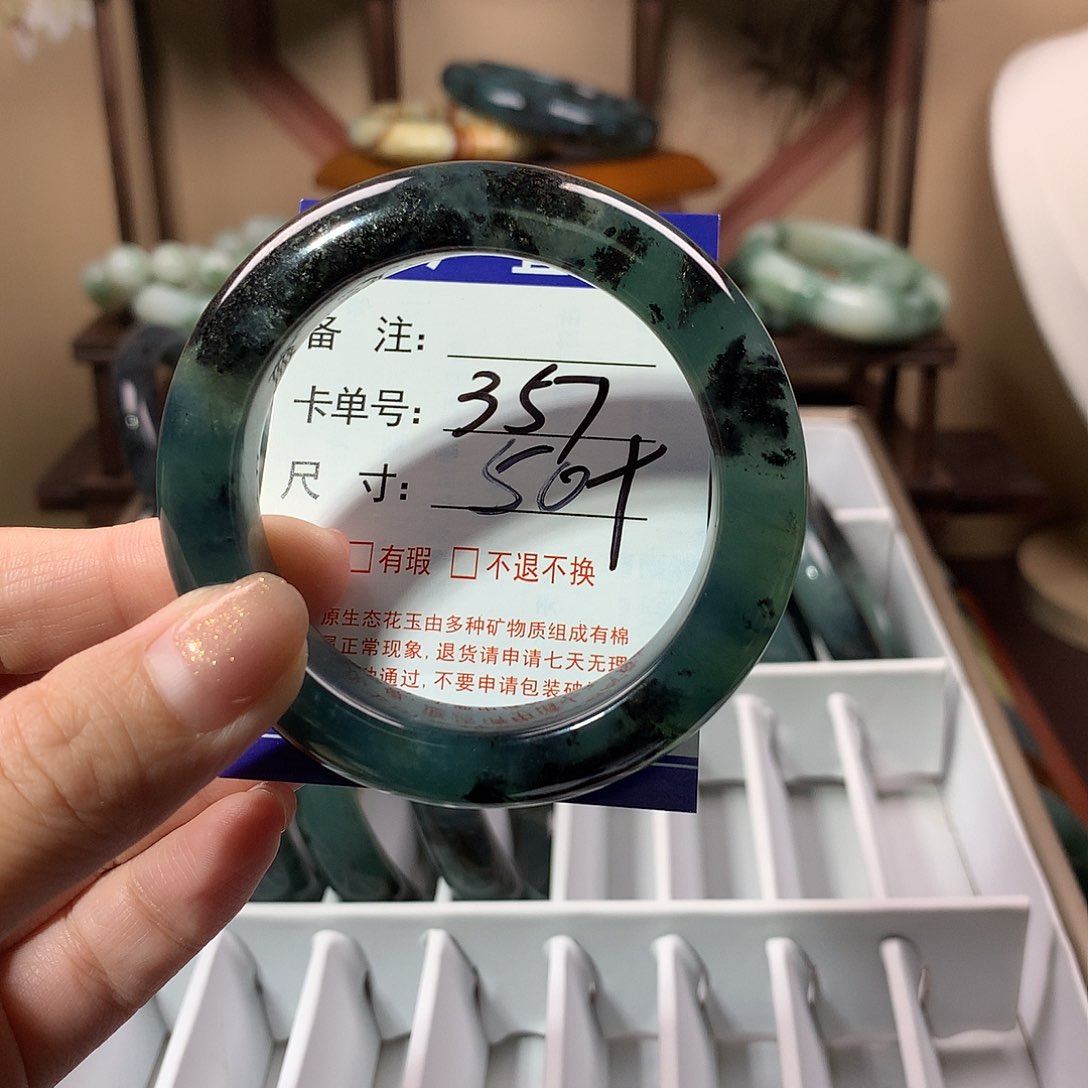 备 注:
卡单号: 357
尺 寸: 50
□有瑕 □不退不换
原生态花玉由多种矿物质组成有棉
正常现象,退货请申请七天无理
通过,不要申请包装破